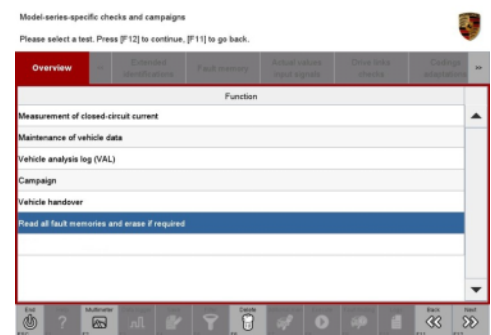 Model-series-specific checks and campaigns
Please select a test. Press [F12] to continue, [F11] to go back.
Overview
Extended identifications
Fault memory
Actual values input signals
Drive links checks
Codings adaptations
Function
Measurement of closed-circuit current
Maintenance of vehicle data
Vehicle analysis log (VAL)
Campaign
Vehicle handover
Read all fault memories and erase if required
End
Multimeter
Delete
Back
Next